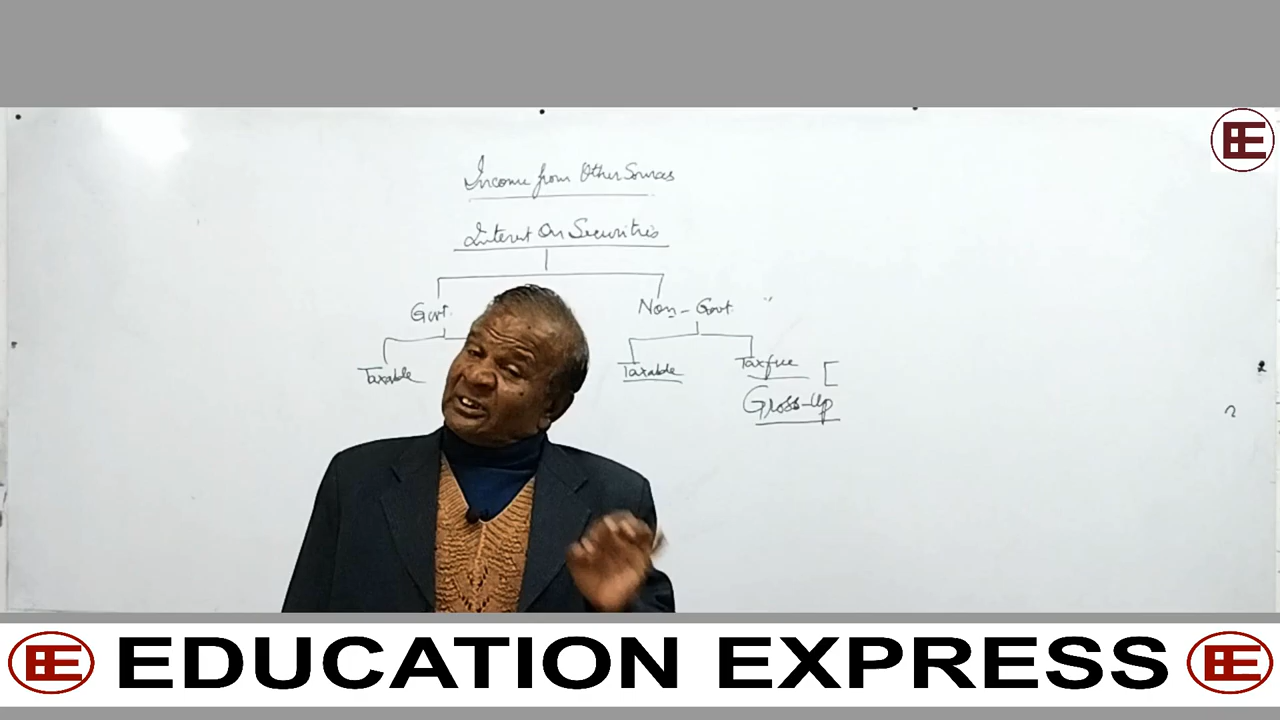 Income from Other Sources
Interest On Securities
Govt.
Non-Govt. "
Taxable
Taxable
Taxfree [
Gross-Up
EDUCATION EXPRESS